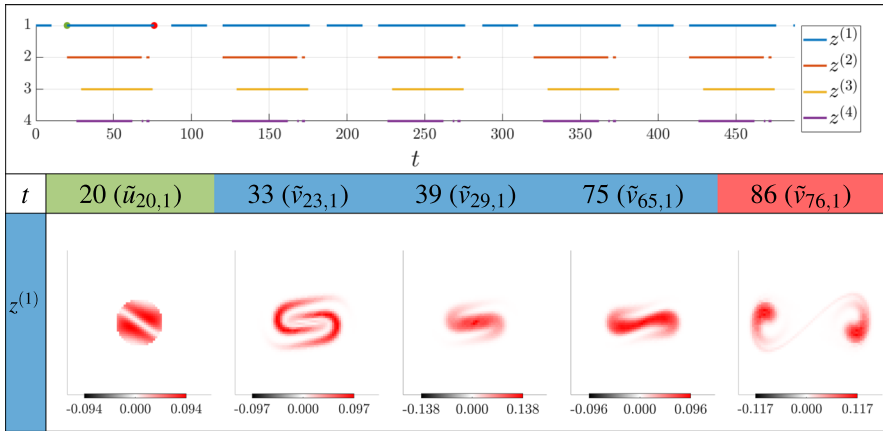 1
2
3
4
0 50 100 150 200 250 300 350 400 450
t
z⁽¹⁾
z⁽²⁾
z⁽³⁾
z⁽⁴⁾
t 20 (ũ₂₀,₁) 33 (ṽ₂₃,₁) 39 (ṽ₂₉,₁) 75 (ṽ₆₅,₁) 86 (ṽ₇₆,₁)
z⁽¹⁾
-0.094 0.000 0.094 -0.097 0.000 0.097 -0.138 0.000 0.138 -0.096 0.000 0.096 -0.117 0.000 0.117